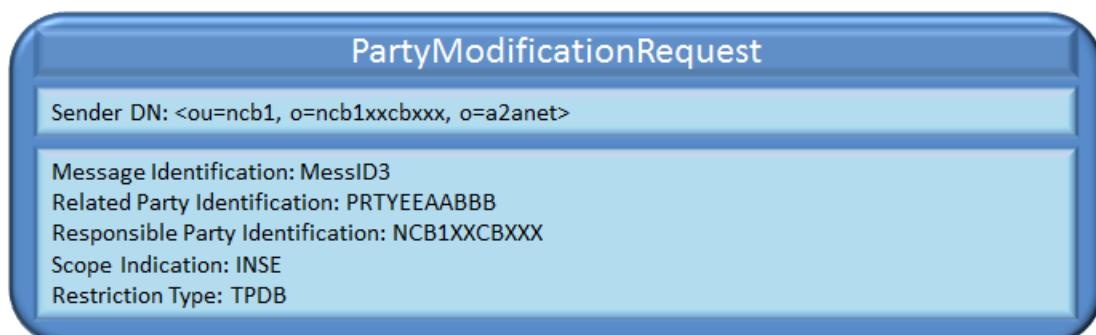 PartyModificationRequest
Sender DN: <ou=ncb1, o=ncb1xxcbxxx, o=a2anet>
Message Identification: MessID3
Related Party Identification: PRTYEEAABBB
Responsible Party Identification: NCB1XXCBXXX
Scope Indication: INSE
Restriction Type: TPDB